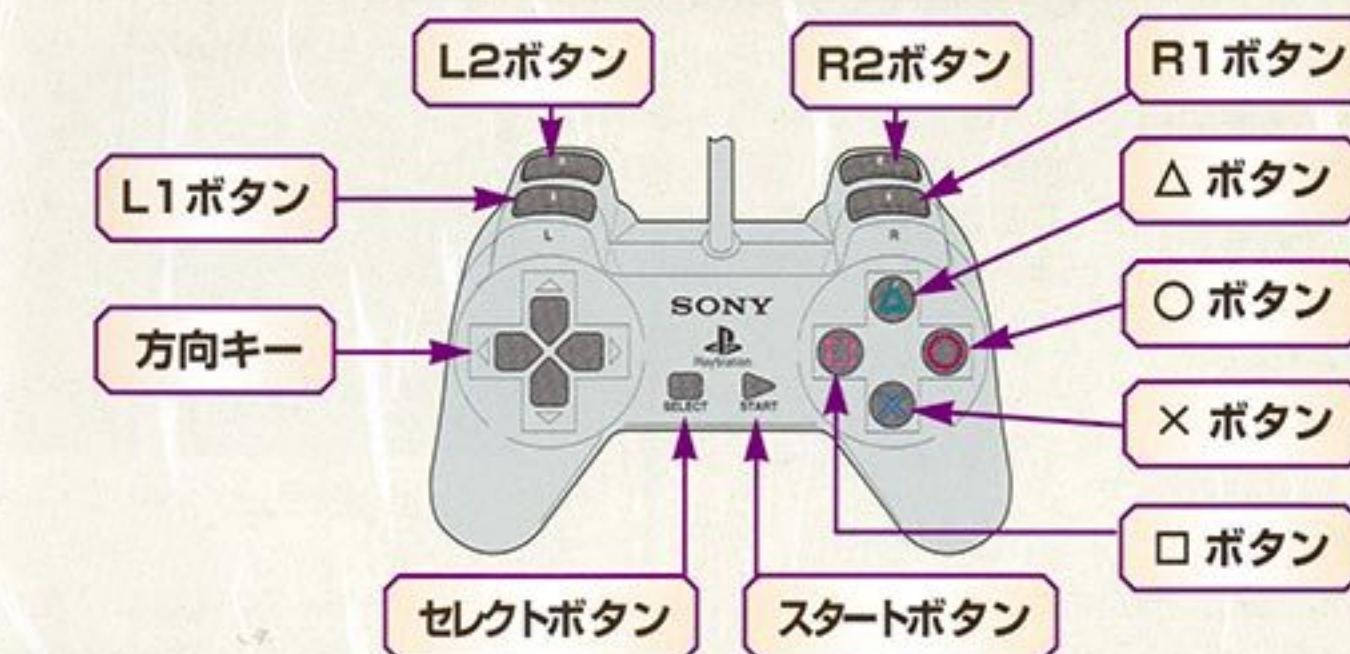 L2ボタン
R2ボタン
R1ボタン
L1ボタン
△ ボタン
L
R
方向キー
SONY
PlayStation
○ ボタン
SELECT
START
× ボタン
□ ボタン
セレクトボタン
スタートボタン